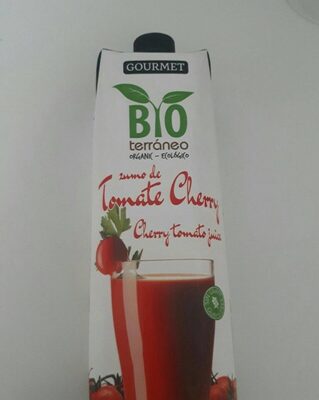 GOURMET
BIO
terráneo
ORGANIC - ECOLÓGICO
zumo de
Tomate Cherry
Cherry tomato juice